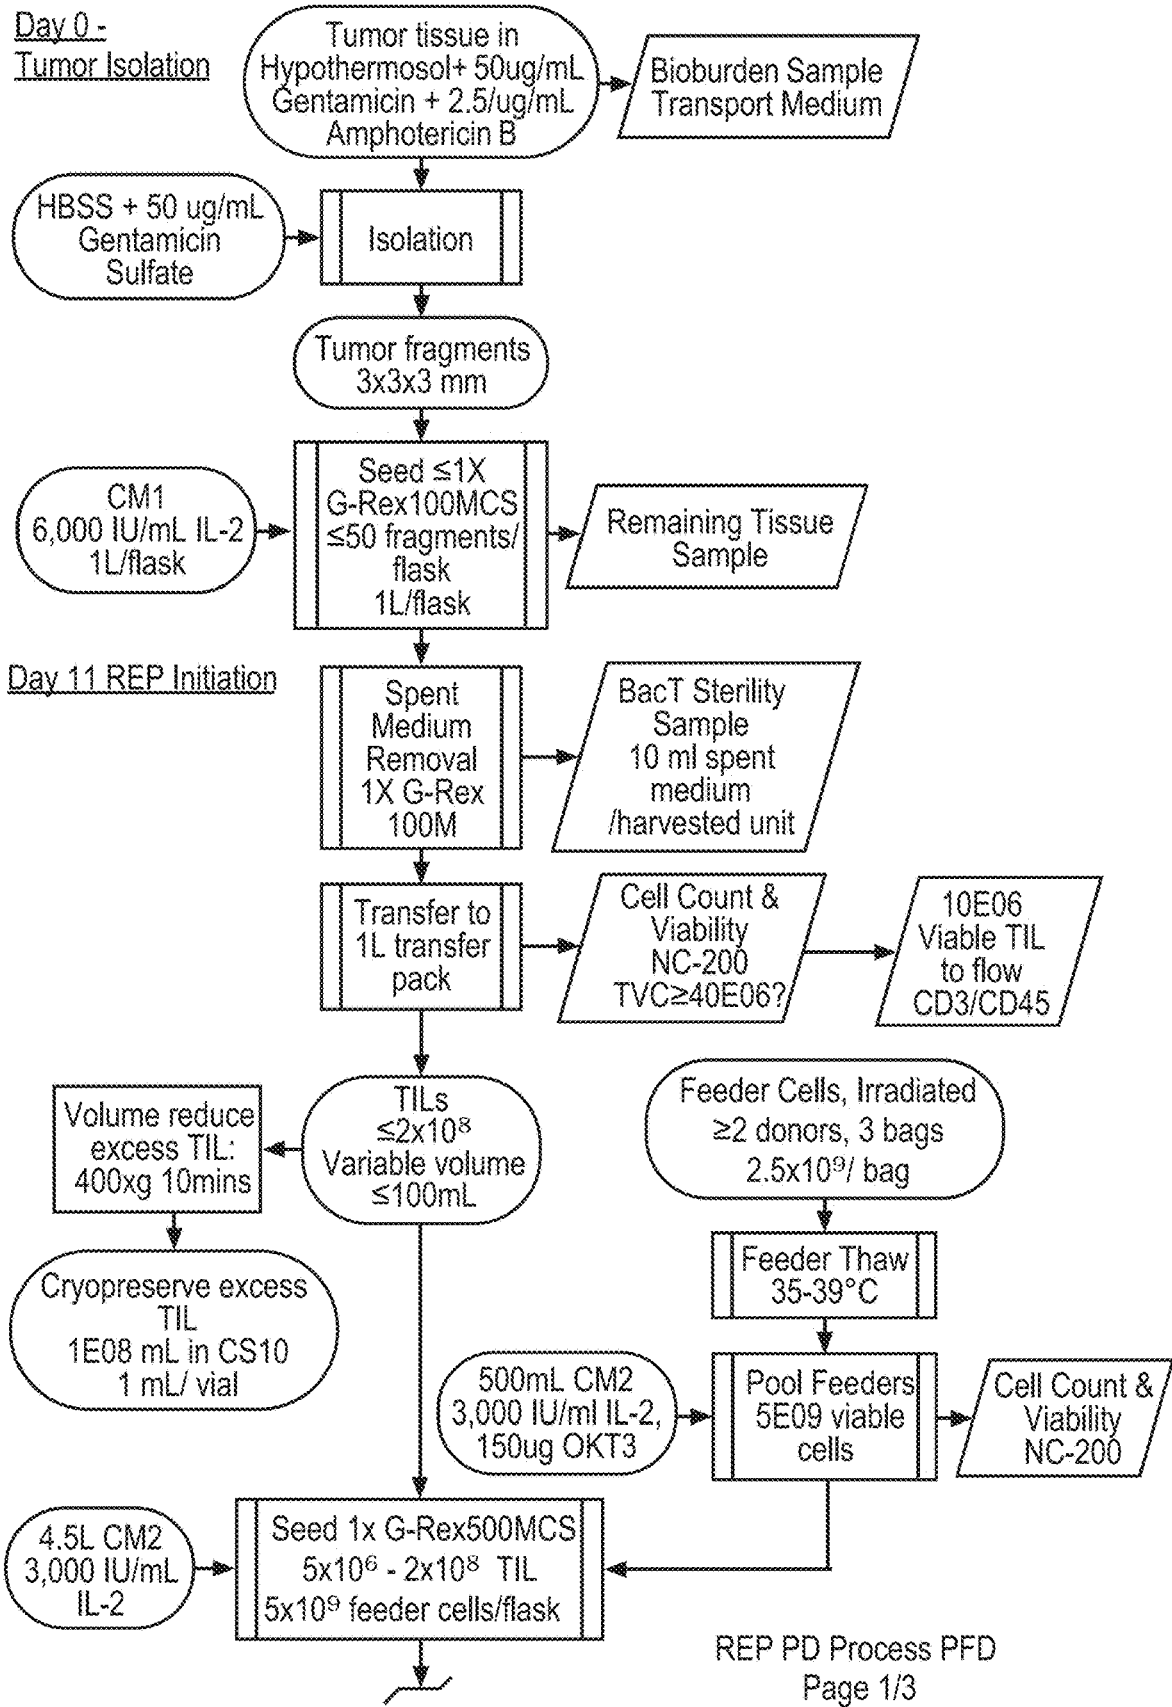 Day 0 -
Tumor Isolation
Tumor tissue in
Hypothermosol+ 50ug/mL
Gentamicin + 2.5/ug/mL
Amphotericin B
Bioburden Sample
Transport Medium
HBSS + 50 ug/mL
Gentamicin
Sulfate
Isolation
Tumor fragments
3x3x3 mm
CM1
6,000 IU/mL IL-2
1L/flask
Seed ≤1X
G-Rex100MCS
≤50 fragments/
flask
1L/flask
Remaining Tissue
Sample
Day 11 REP Initiation
Spent
Medium
Removal
1X G-Rex
100M
BacT Sterility
Sample
10 ml spent
medium
/harvested unit
Transfer to
1L transfer
pack
Cell Count &
Viability
NC-200
TVC≥40E06?
10E06
Viable TIL
to flow
CD3/CD45
Volume reduce
excess TIL:
400xg 10mins
TILs
≤2x10⁸
Variable volume
≤100mL
Feeder Cells, Irradiated
≥2 donors, 3 bags
2.5x10⁹/ bag
Cryopreserve excess
TIL
1E08 mL in CS10
1 mL/ vial
Feeder Thaw
35-39°C
500mL CM2
3,000 IU/ml IL-2,
150ug OKT3
Pool Feeders
5E09 viable
cells
Cell Count &
Viability
NC-200
4.5L CM2
3,000 IU/mL
IL-2
Seed 1x G-Rex500MCS
5x10⁶ - 2x10⁸ TIL
5x10⁹ feeder cells/flask
REP PD Process PFD
Page 1/3